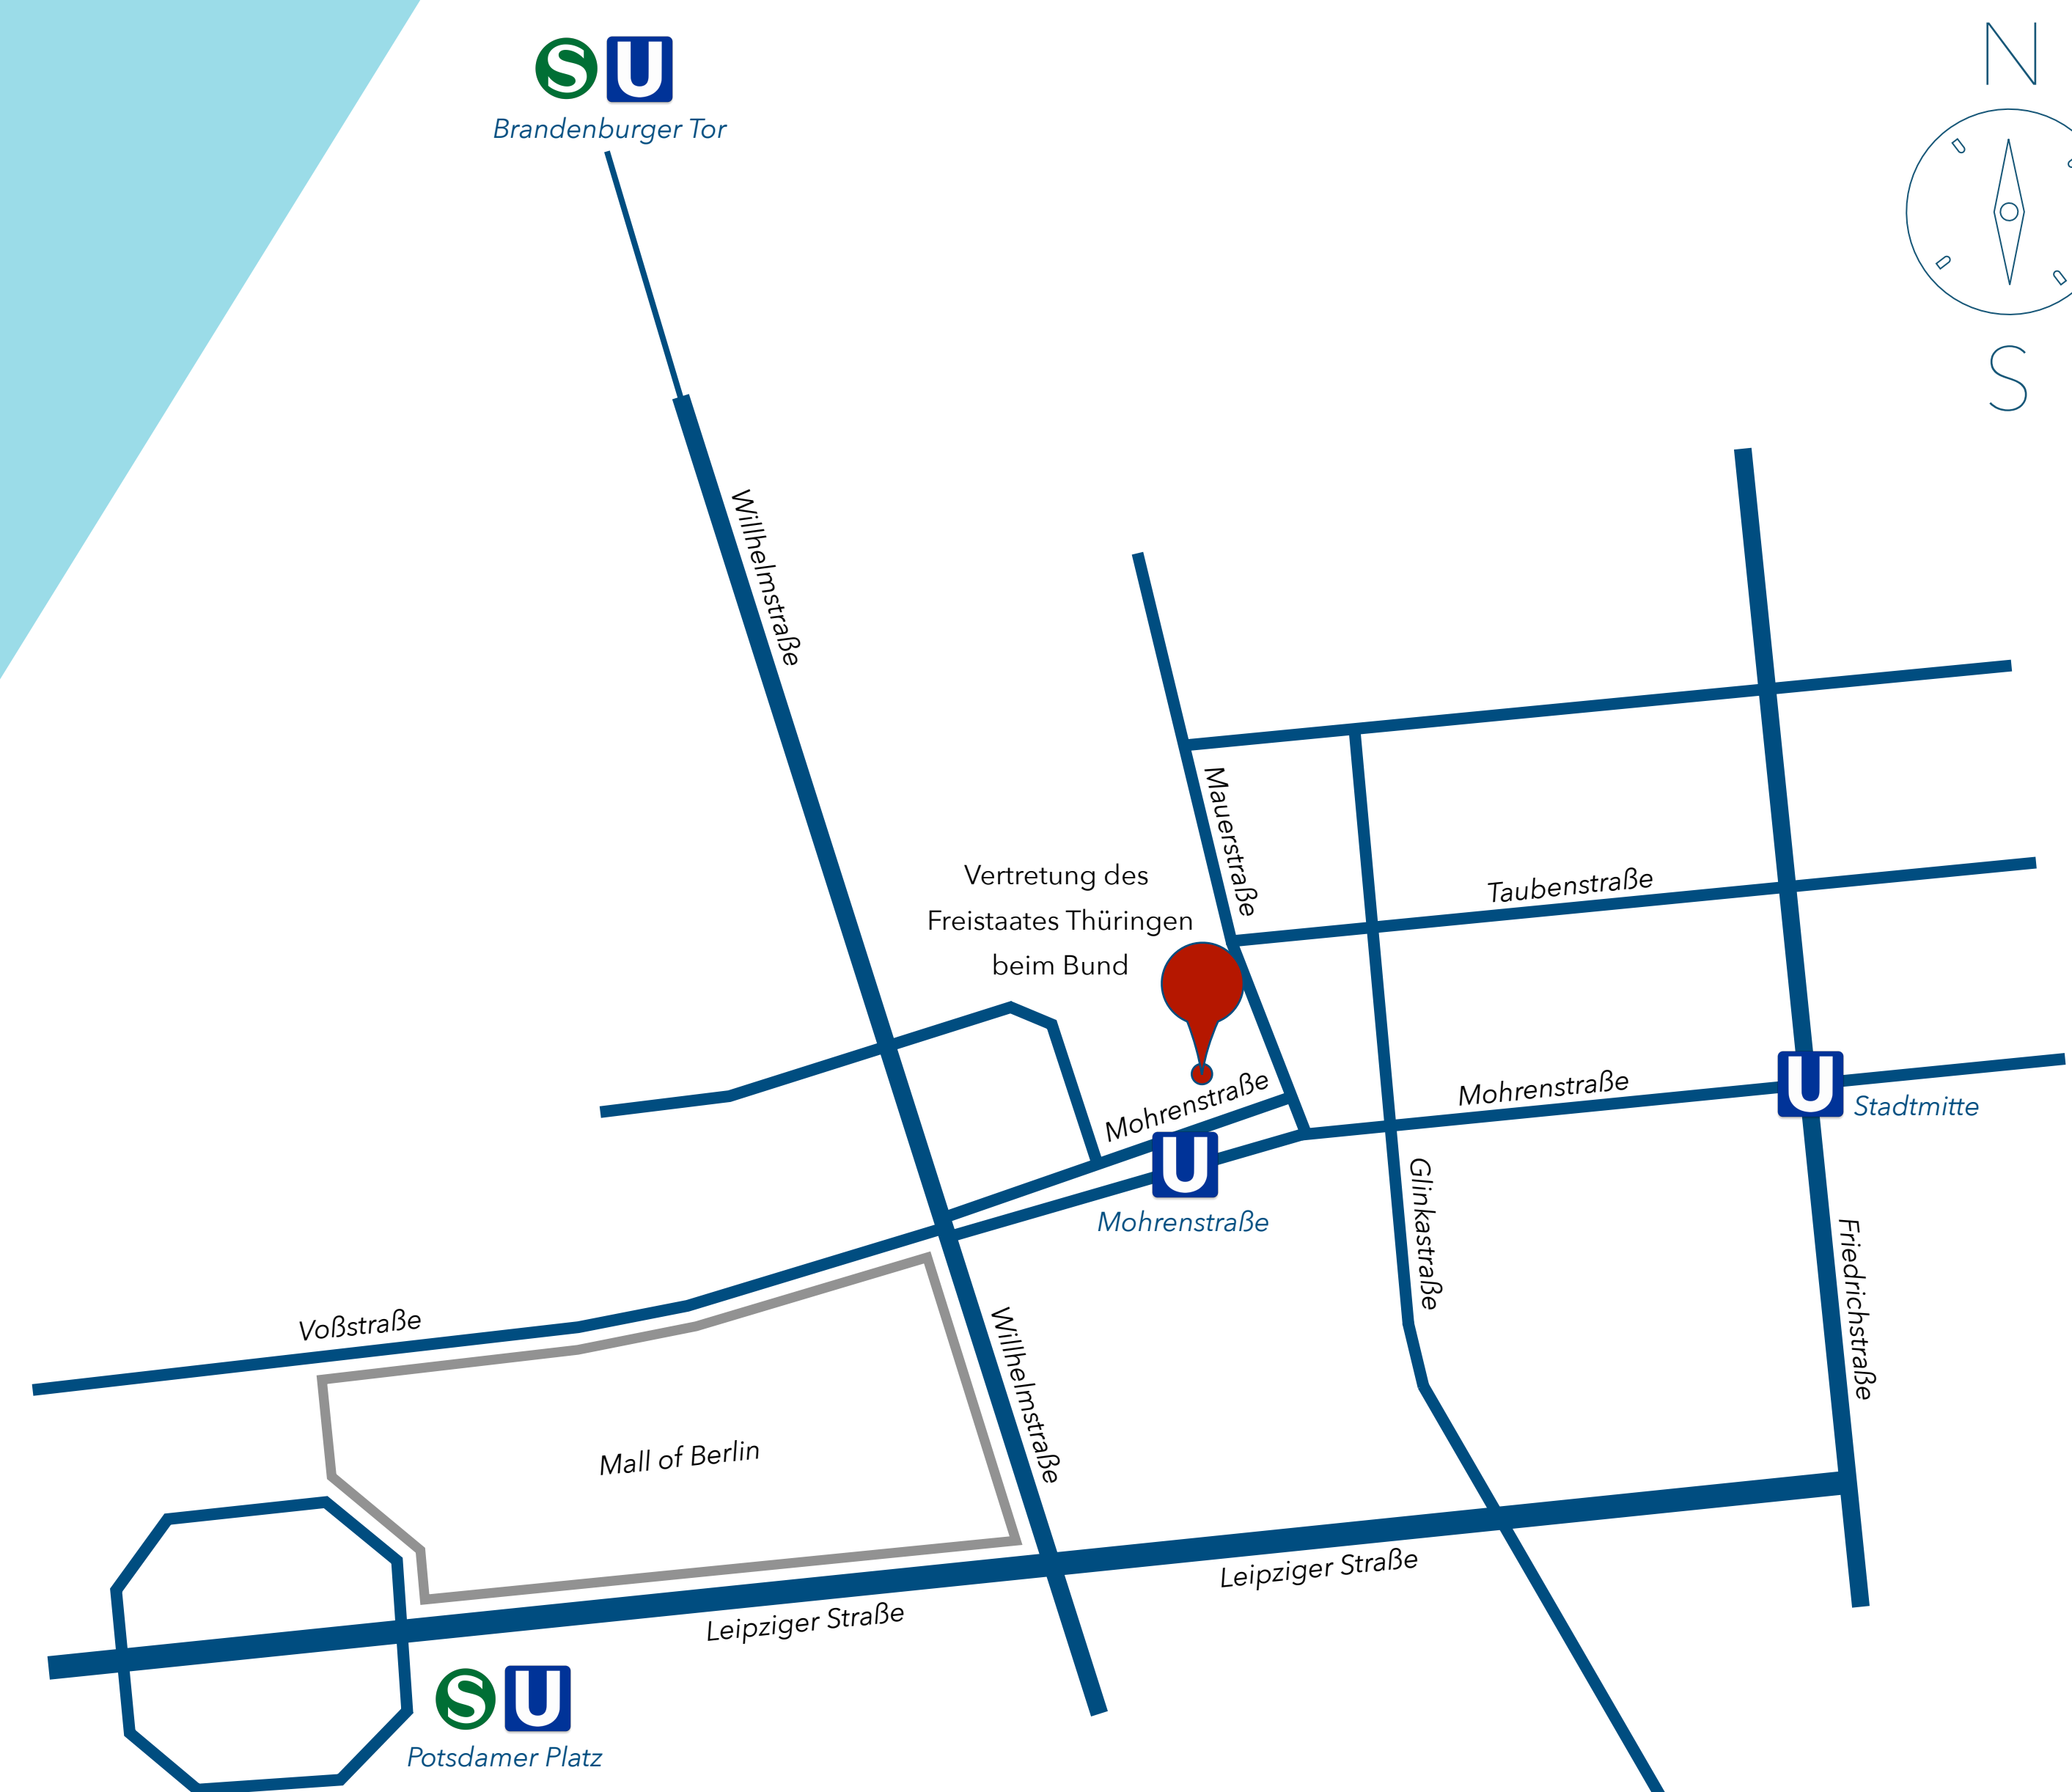 S U
Brandenburger Tor
N
S
Willhelmstraße
Mauerstraße
Vertretung des
Freistaates Thüringen
beim Bund
Taubenstraße
Mohrenstraße
Mohrenstraße
U
Stadtmitte
U
Mohrenstraße
Glinkastraße
Friedrichstraße
Voßstraße
Willhelmstraße
Mall of Berlin
Leipziger Straße
Leipziger Straße
S U
Potsdamer Platz